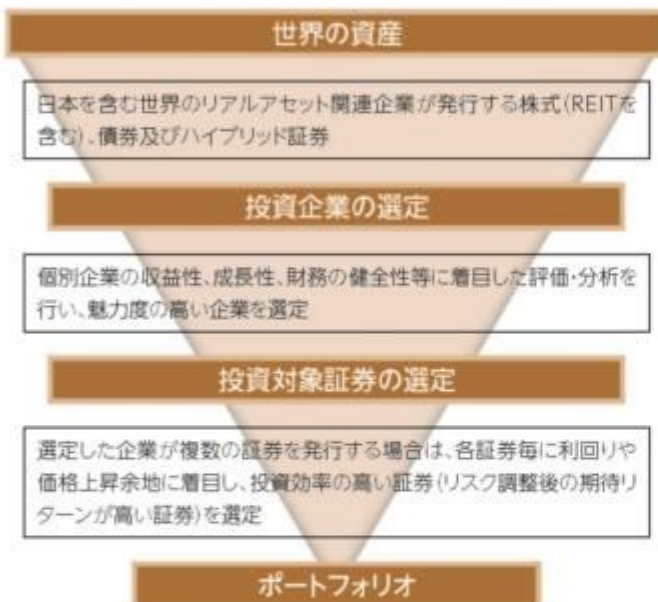 世界の資産
日本を含む世界のリアルアセット関連企業が発行する株式(REITを
含む)、債券及びハイブリッド証券
投資企業の選定
個別企業の収益性、成長性、財務の健全性等に着目した評価・分析を
行い、魅力度の高い企業を選定
投資対象証券の選定
選定した企業が複数の証券を発行する場合は、各証券毎に利回りや
価格上昇余地に着目し、投資効率の高い証券(リスク調整後の期待リ
ターンが高い証券)を選定
ポートフォリオ